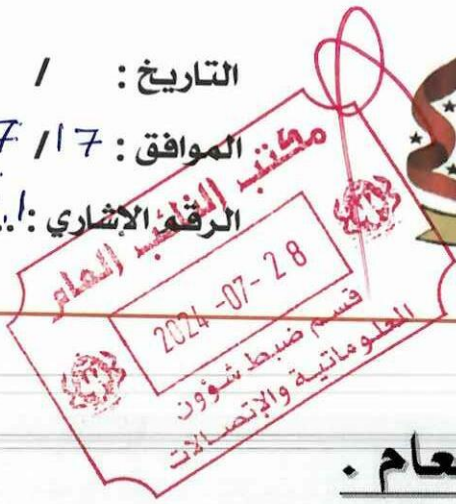 التاريخ : /
الموافق : 17 / 7
الرقم الإشاري :
مكتب النائب العام
2024 -07- 28
قسم ضبط شؤون
المعلوماتية والإتصالات
عام .